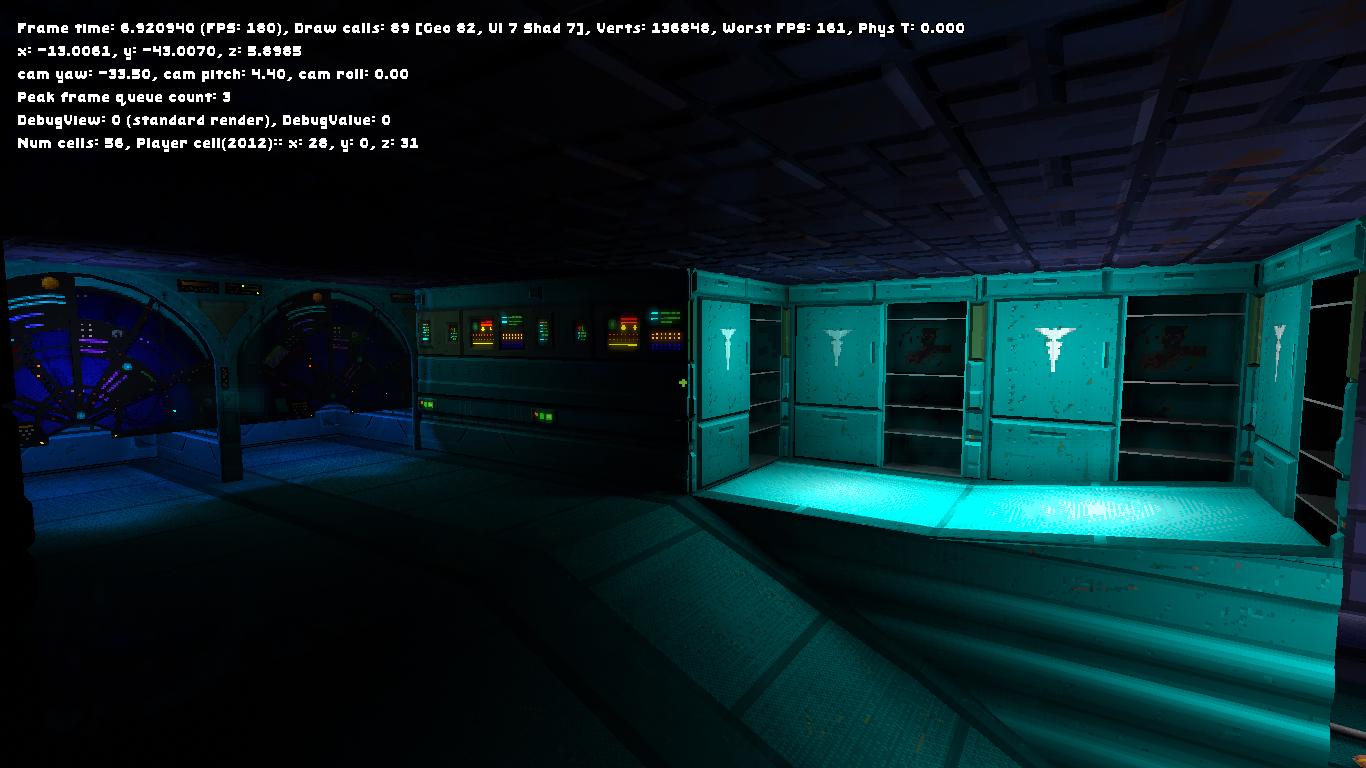 Frame time: 6.920940 (FPS: 180), Draw calls: 89 [Geo 82, UI 7 Shad 7], Verts: 136848, Worst FPS: 161, Phys T: 0.000
x: -13.0061, y: -43.0070, z: 5.8985
cam yaw: -33.50, cam pitch: 4.40, cam roll: 0.00
Peak frame queue count: 3
DebugView: 0 (standard render), DebugValue: 0
Num cells: 56, Player cell(2012):: x: 28, y: 0, z: 31